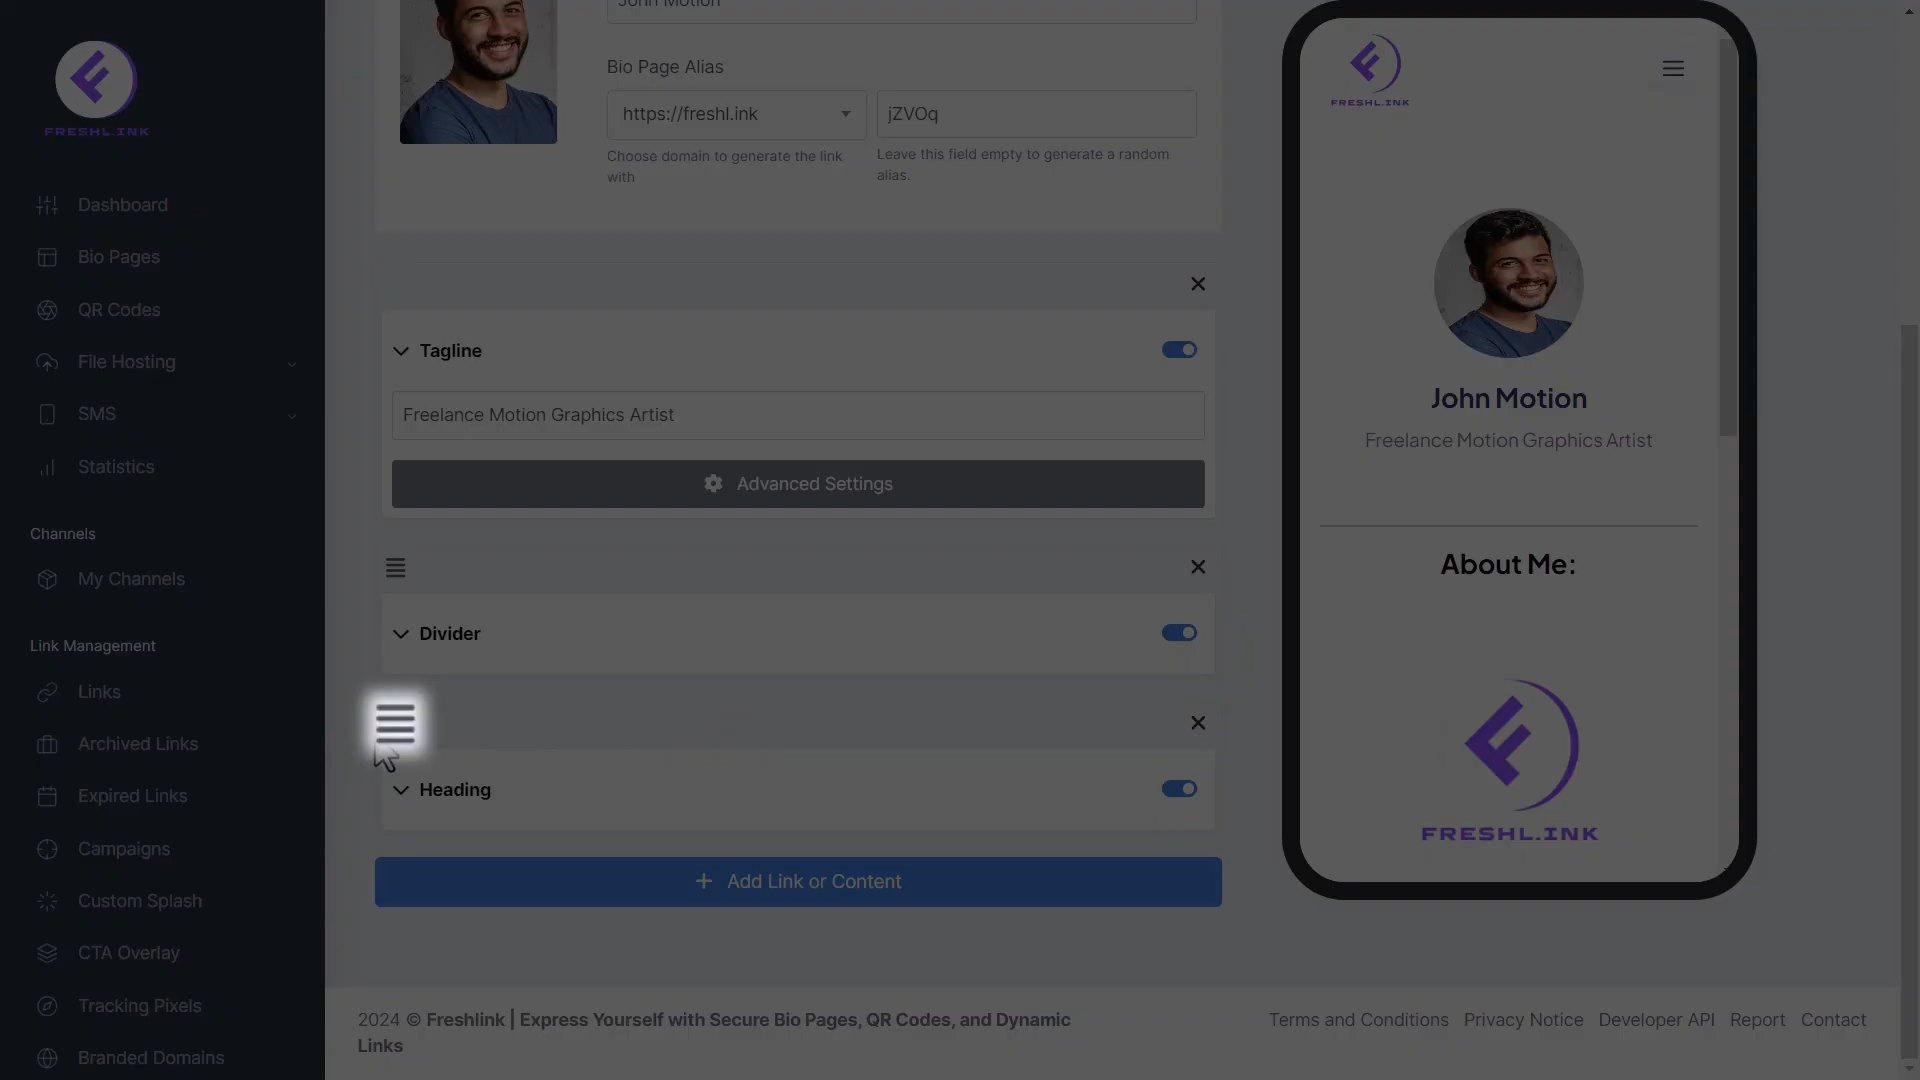 FRESHL.INK
Dashboard
Bio Pages
QR Codes
File Hosting
SMS
Statistics
Channels
My Channels
Link Management
Links
Archived Links
Expired Links
Campaigns
Custom Splash
CTA Overlay
Tracking Pixels
Branded Domains
John Motion
Bio Page Alias
https://freshl.ink
jZVOq
Choose domain to generate the link
with
Leave this field empty to generate a random
alias.
Tagline
Freelance Motion Graphics Artist
Advanced Settings
Divider
Heading
Add Link or Content
FRESHL.INK
John Motion
Freelance Motion Graphics Artist
About Me:
FRESHL.INK
2024 © Freshlink | Express Yourself with Secure Bio Pages, QR Codes, and Dynamic
Links
Terms and Conditions Privacy Notice Developer API Report Contact